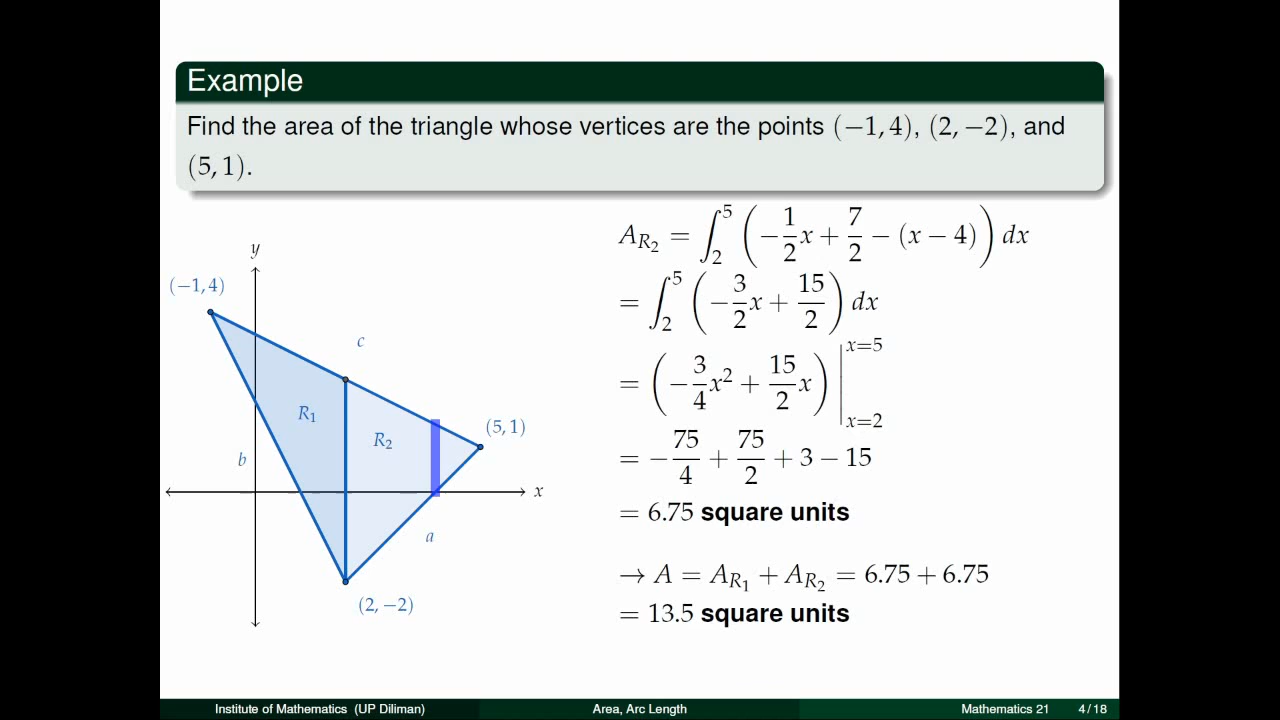 Example
Find the area of the triangle whose vertices are the points (−1, 4), (2, −2), and
(5, 1).
y
(−1, 4)
c
R₁
R₂
(5, 1)
b
x
a
(2, −2)
A_{R₂} = ∫₂⁵ (−1/2 x + 7/2 − (x − 4)) dx
= ∫₂⁵ (−3/2 x + 15/2) dx
= (−3/4 x² + 15/2 x) |_{x=2}^{x=5}
= −75/4 + 75/2 + 3 − 15
= 6.75 square units
→ A = A_{R₁} + A_{R₂} = 6.75 + 6.75
= 13.5 square units
Institute of Mathematics (UP Diliman) Area, Arc Length Mathematics 21 4 / 18